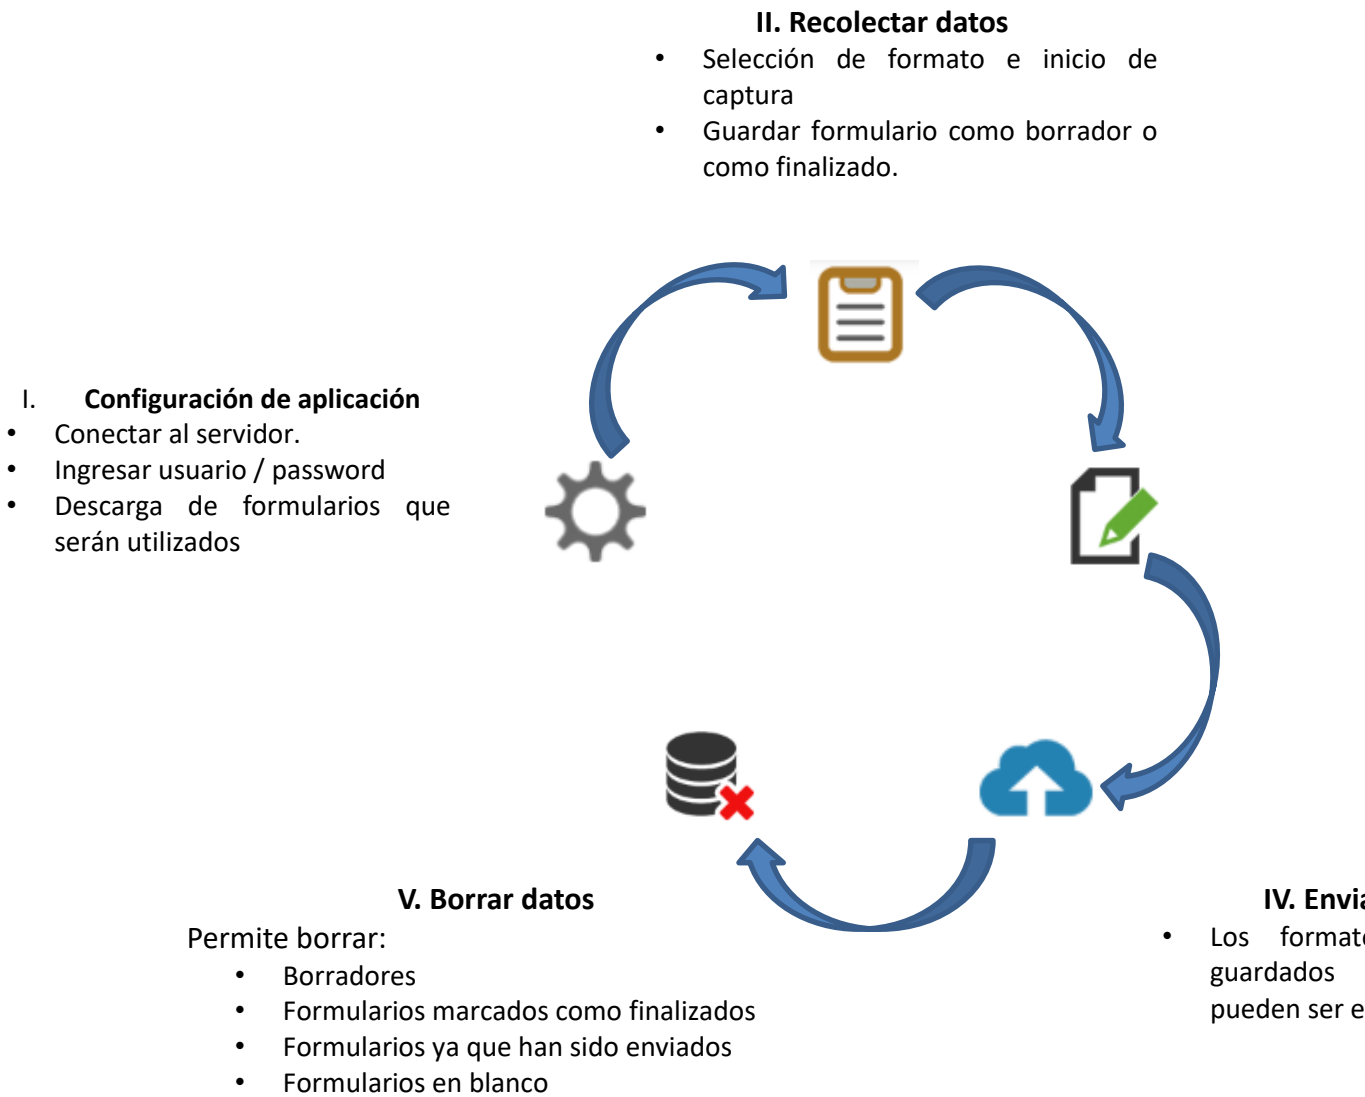 II. Recolectar datos
• Selección de formato e inicio de
captura
• Guardar formulario como borrador o
como finalizado.
I. Configuración de aplicación
• Conectar al servidor.
• Ingresar usuario / password
• Descarga de formularios que
serán utilizados
V. Borrar datos
Permite borrar:
• Borradores
• Formularios marcados como finalizados
• Formularios ya que han sido enviados
• Formularios en blanco
IV.
• Los
guardados
pueden ser